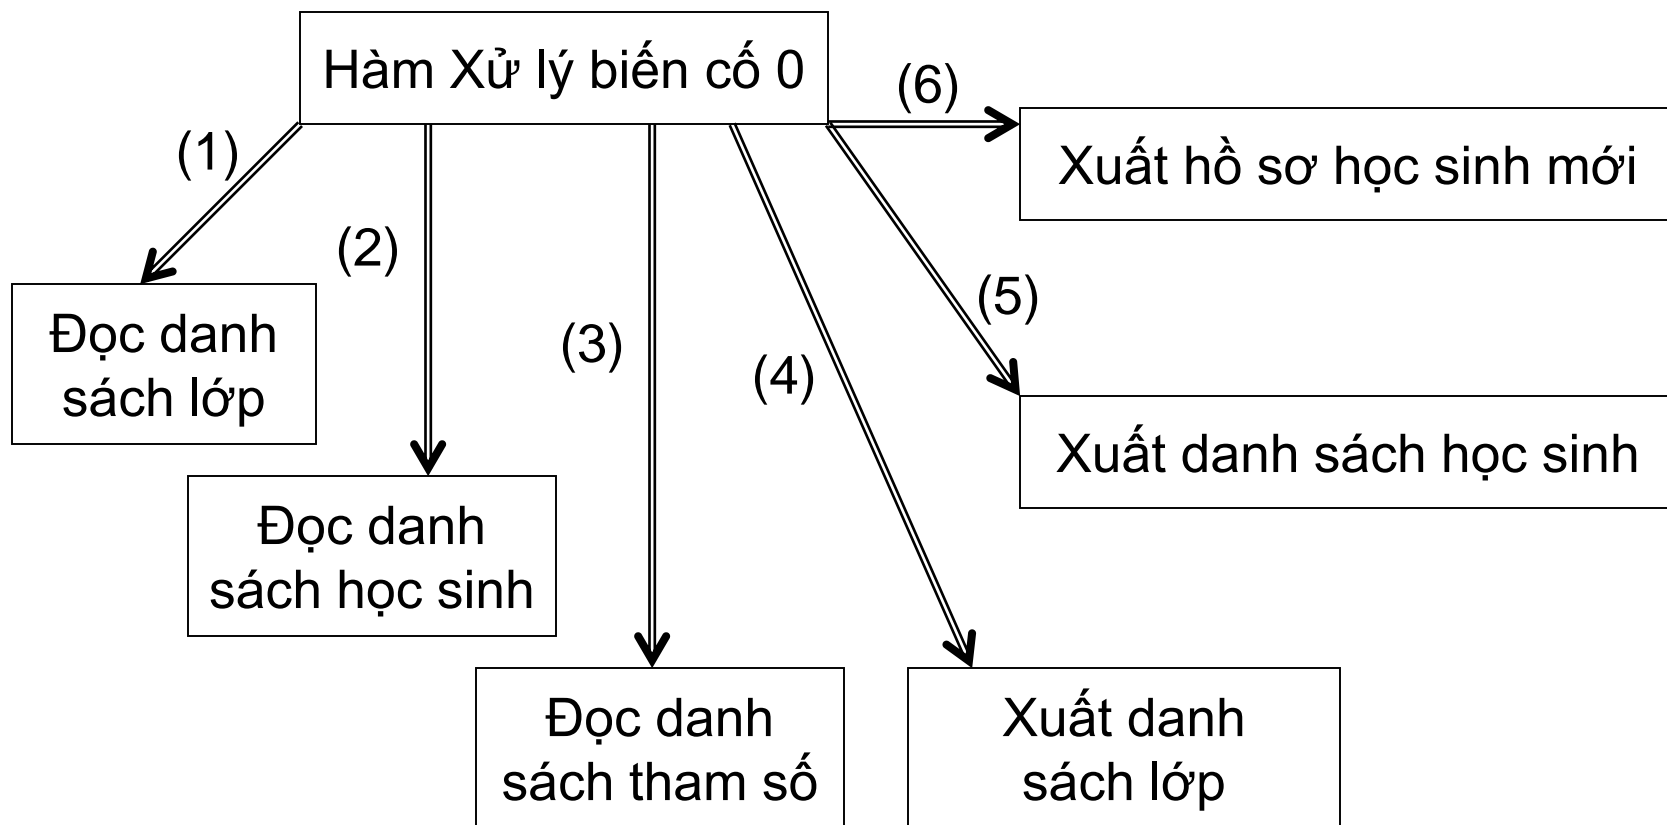 Hàm Xử lý biến cố 0
(6)
(1)
Xuất hồ sơ học sinh mới
(2)
(5)
Đọc danh
sách lớp
(3)
(4)
Xuất danh sách học sinh
Đọc danh
sách học sinh
Đọc danh
sách tham số
Xuất danh
sách lớp